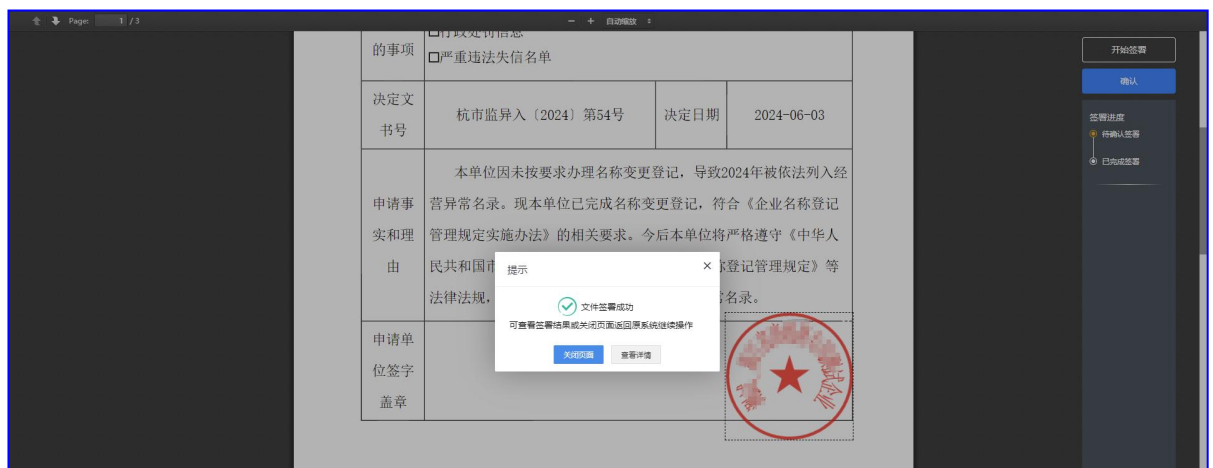 Page: 1 / 3
自动缩放
的事项
☐行政处罚信息
☐严重违法失信名单
决定文书号
杭市监异入〔2024〕第54号
决定日期
2024-06-03
申请事实和理由
本单位因未按要求办理名称变更登记，导致2024年被依法列入经
营异常名录。现本单位已完成名称变更登记，符合《企业名称登记
管理规定实施办法》的相关要求。今后本单位将严格遵守《中华人
民共和国市
登记管理规定》等
法律法规，
名录。
申请单位签字盖章
提示
×
文件签署成功
可查看签署结果或关闭页面返回原系统继续操作
关闭页面
查看详情
开始签署
确认
签署进度
待确认签署
已完成签署